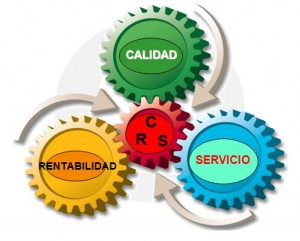 CALIDAD
C
R S
RENTABILIDAD
SERVICIO